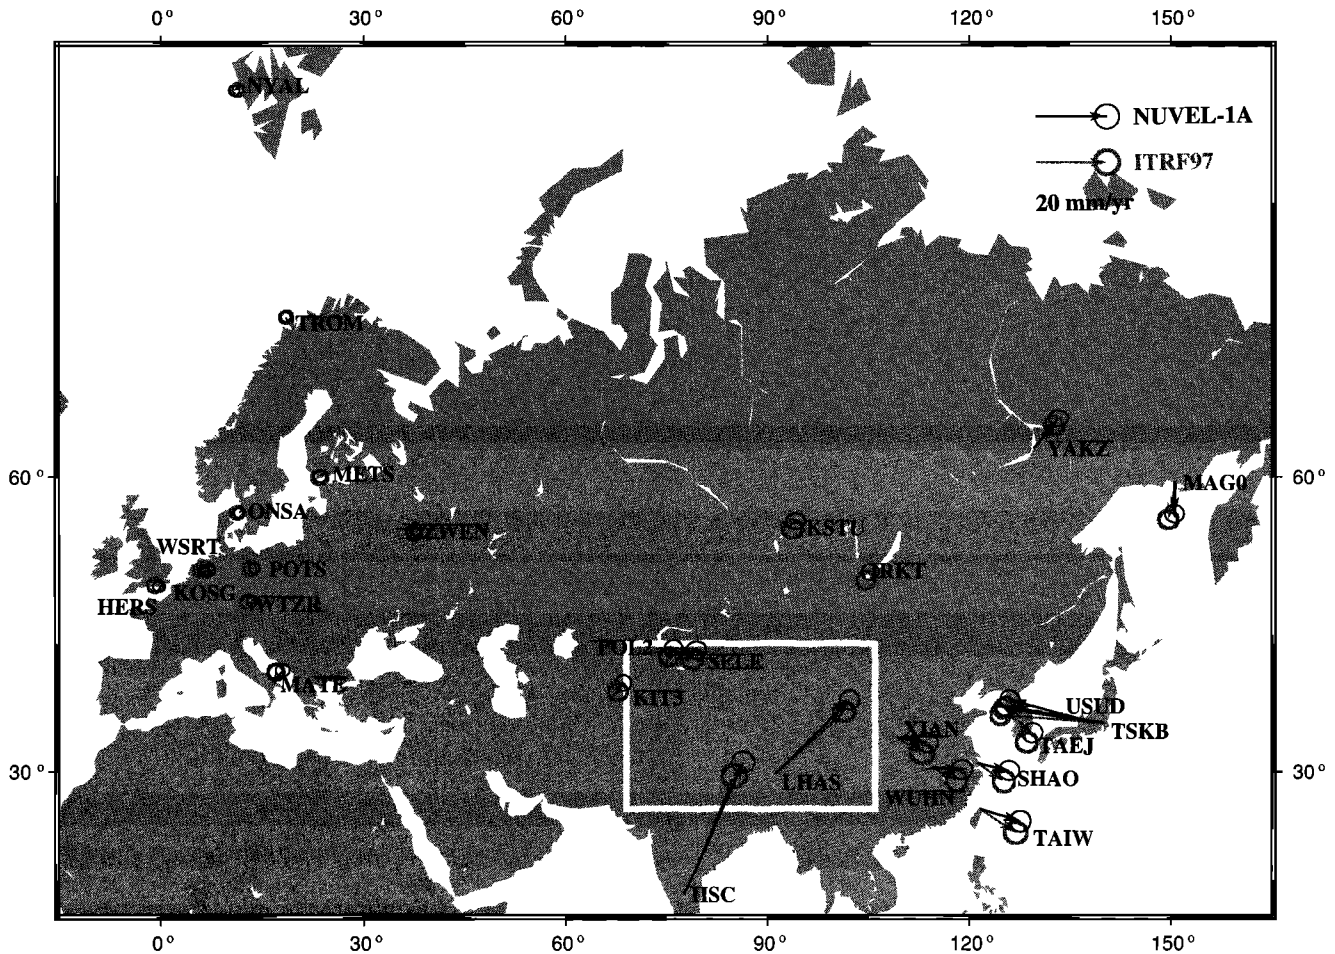 0° 30° 60° 90° 120° 150°
NYAL
NUVEL-1A
ITRF97
20 mm/yr
TROM
YAKZ
60° METS 60°
MAG0
ONSA
ZWEN
KSTU
WSRT
POTS
IRKT
KOSG
HERS
WTZR
POL2
SELE
MATE
KIT3
USUD
XIAN
TSKB
TAEJ
30° 30°
LHAS
SHAO
WUHN
TAIW
IISC
0° 30° 60° 90° 120° 150°